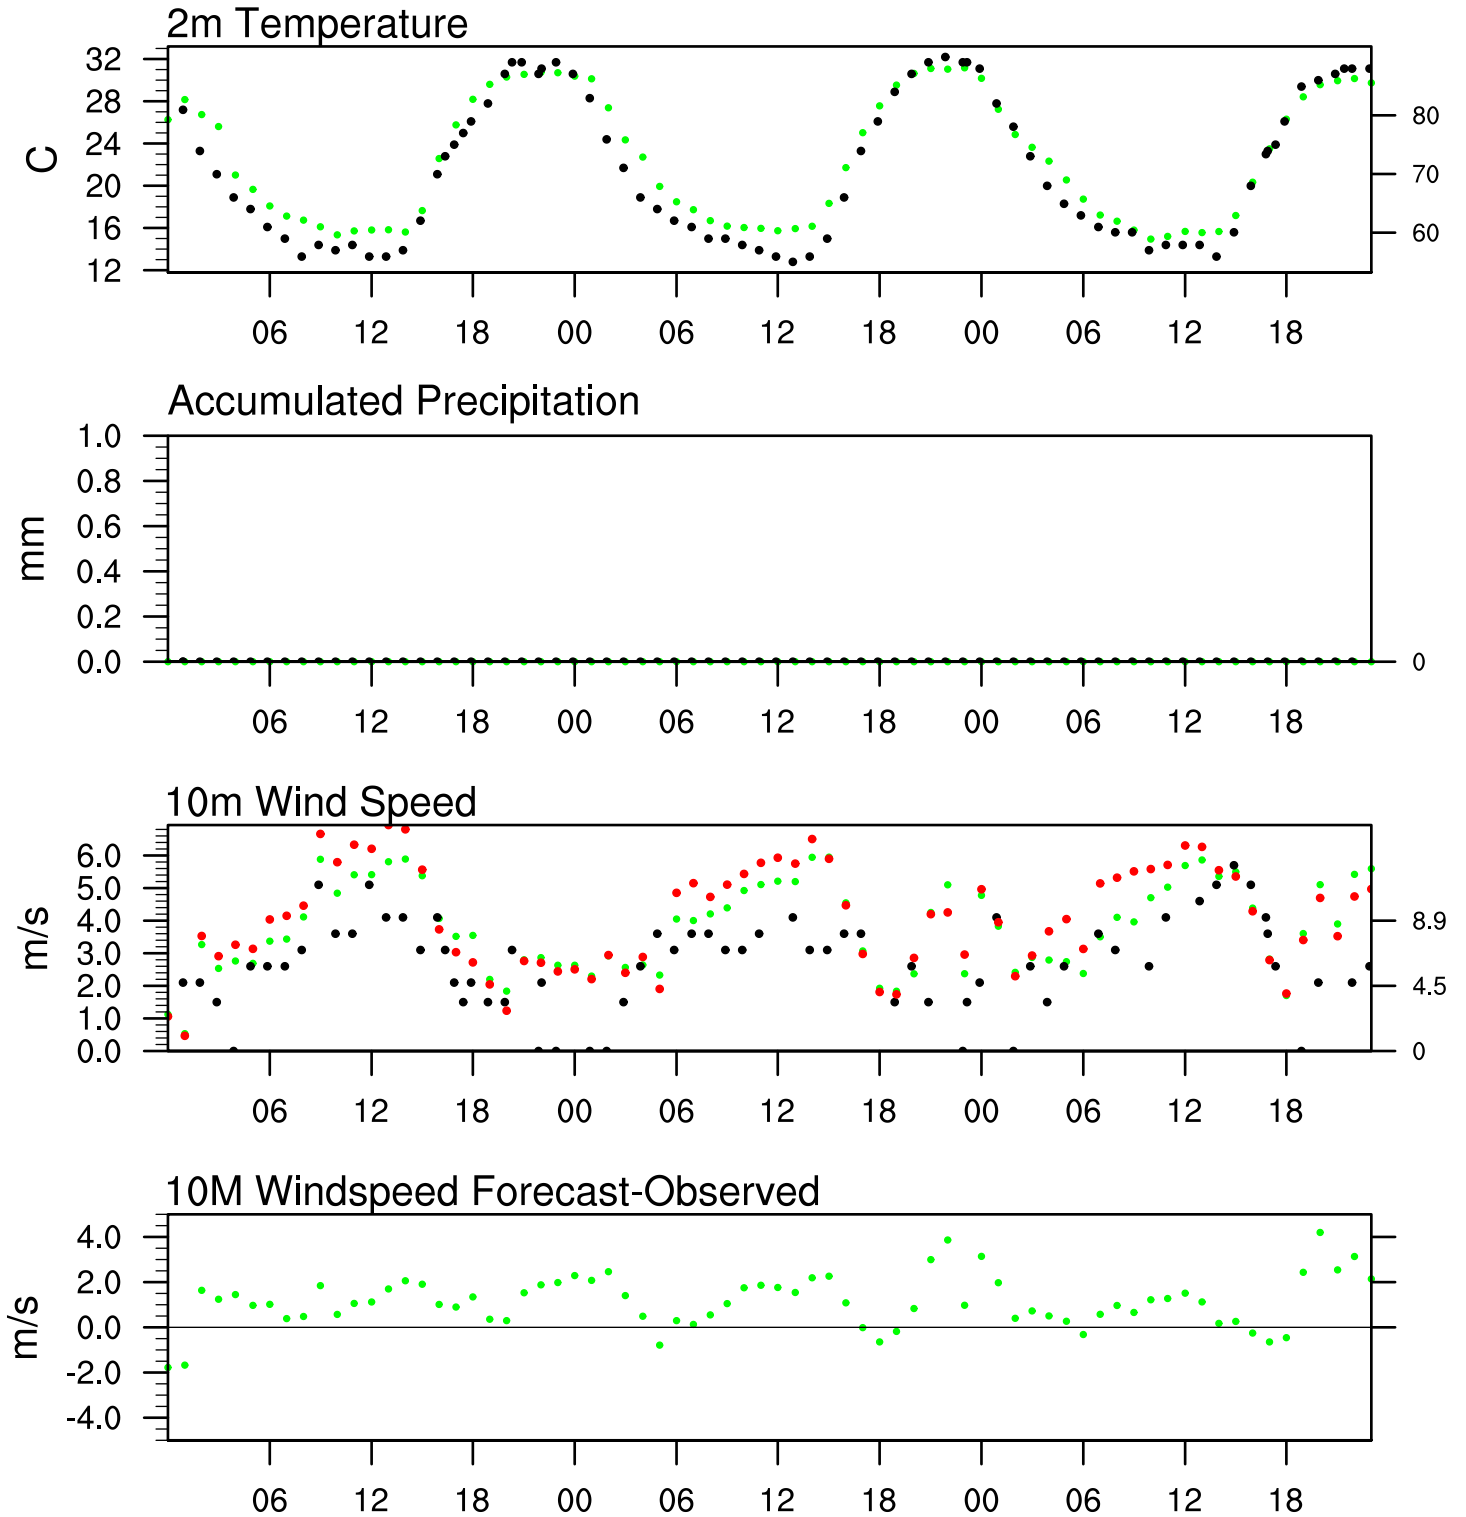 2m Temperature
32
28
24
20
16
12
C
80
70
60
06 12 18 00 06 12 18 00 06 12 18
Accumulated Precipitation
1.0
0.8
0.6
0.4
0.2
0.0
mm
0
06 12 18 00 06 12 18 00 06 12 18
10m Wind Speed
6.0
5.0
4.0
3.0
2.0
1.0
0.0
m/s
8.9
4.5
0
06 12 18 00 06 12 18 00 06 12 18
10M Windspeed Forecast-Observed
4.0
2.0
0.0
-2.0
-4.0
m/s
06 12 18 00 06 12 18 00 06 12 18